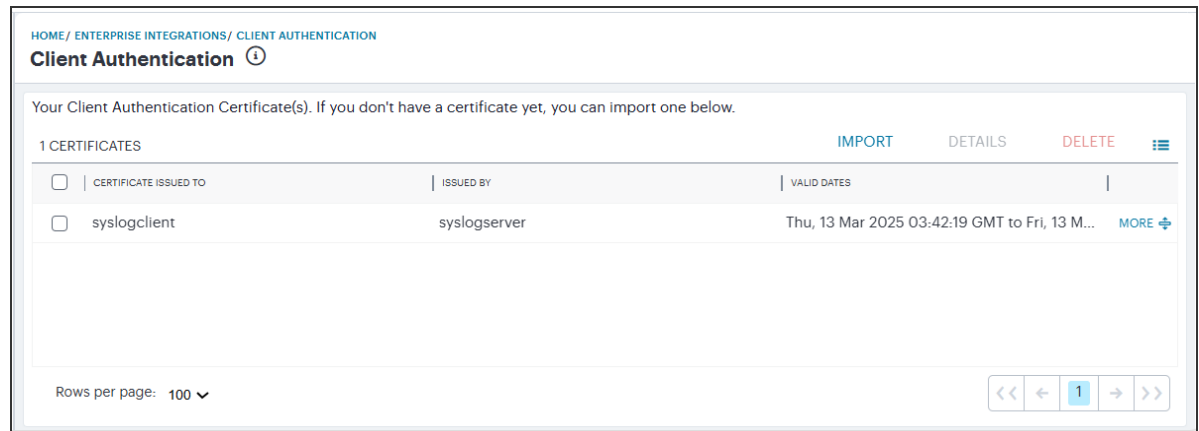 HOME/ ENTERPRISE INTEGRATIONS/ CLIENT AUTHENTICATION
Client Authentication
Your Client Authentication Certificate(s). If you don't have a certificate yet, you can import one below.
1 CERTIFICATES IMPORT DETAILS DELETE
CERTIFICATE ISSUED TO ISSUED BY VALID DATES
syslogclient syslogserver Thu, 13 Mar 2025 03:42:19 GMT to Fri, 13 M... MORE
Rows per page: 100 << ← 1 → >>